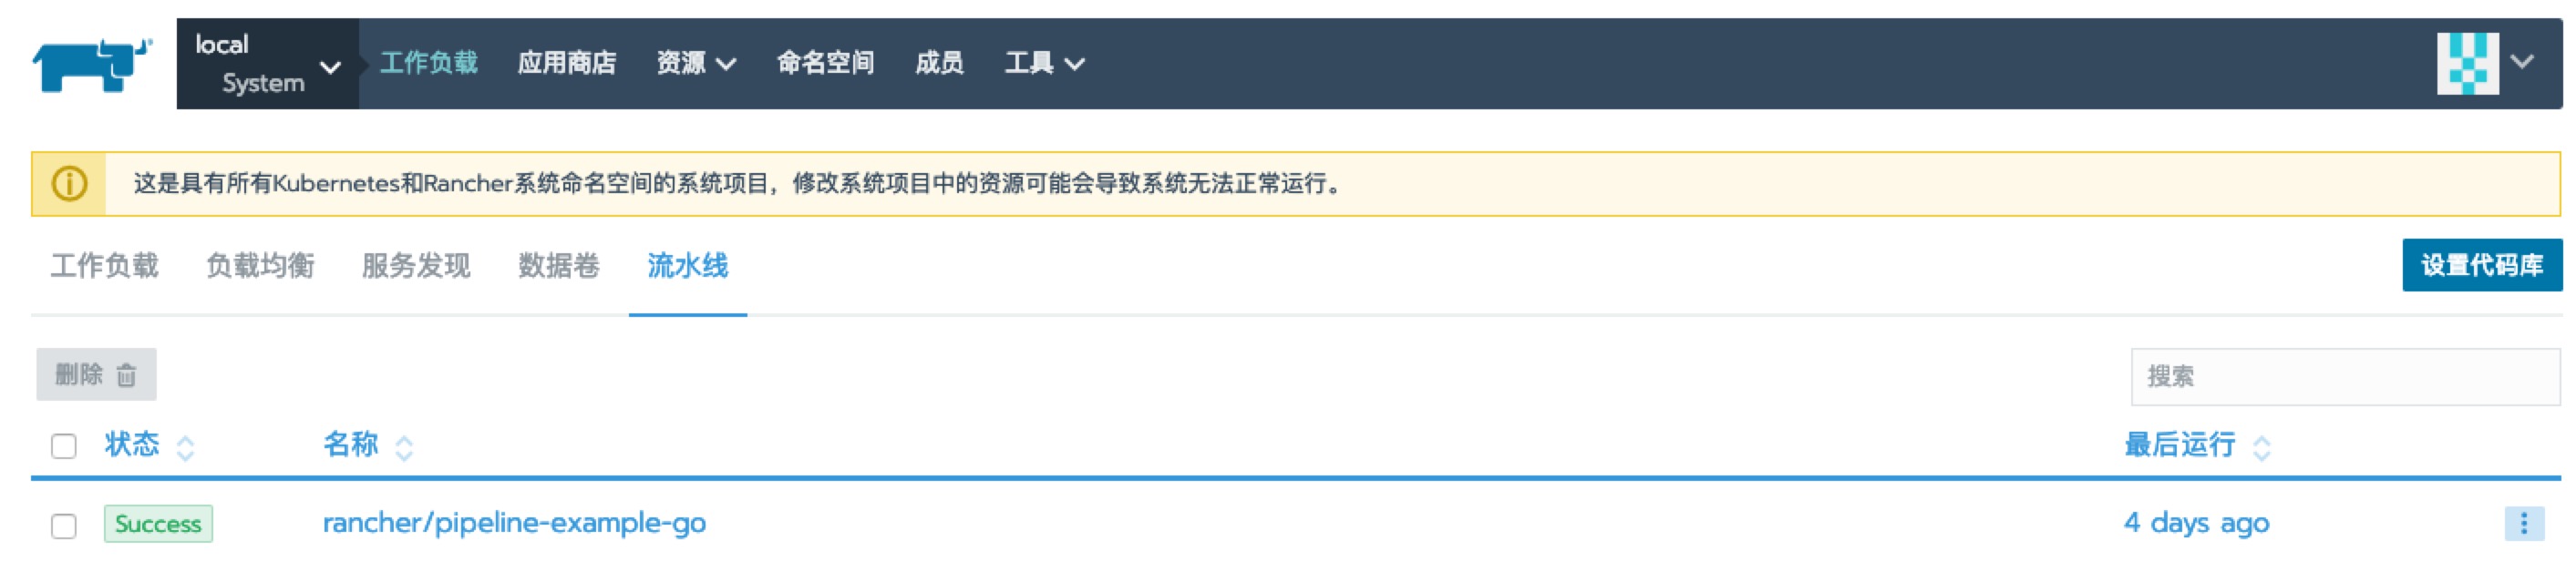 local
System
工作负载 应用商店 资源 命名空间 成员 工具
这是具有所有Kubernetes和Rancher系统命名空间的系统项目，修改系统项目中的资源可能会导致系统无法正常运行。
工作负载 负载均衡 服务发现 数据卷 流水线 设置代码库
删除 搜索
状态 名称 最后运行
Success rancher/pipeline-example-go 4 days ago